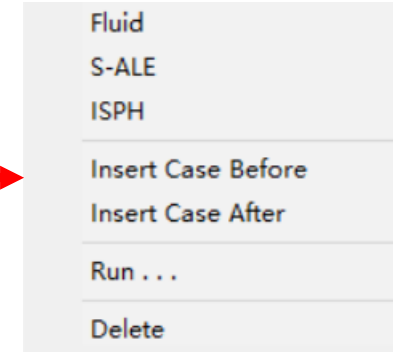 Fluid
S-ALE
ISPH
Insert Case Before
Insert Case After
Run . . .
Delete